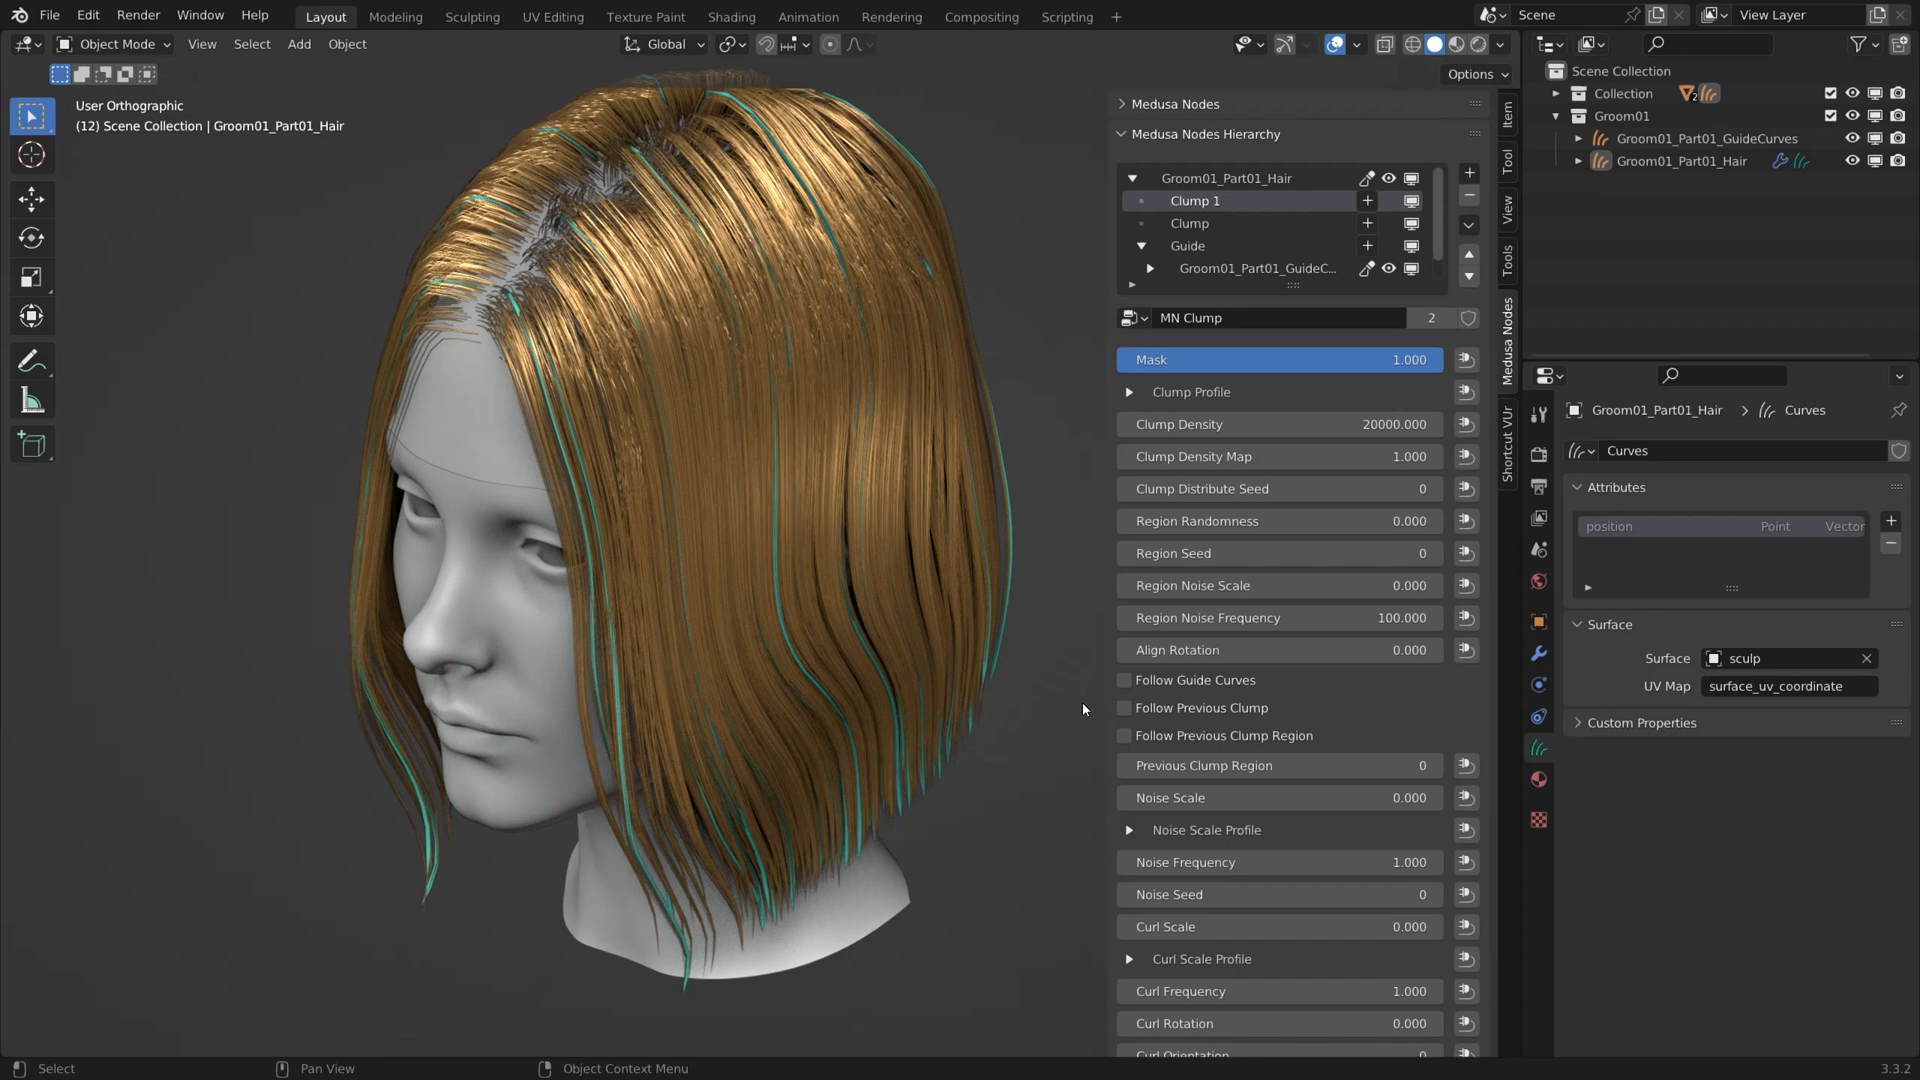 File Edit Render Window Help Layout Modeling Sculpting UV Editing Texture Paint Shading Animation Rendering Compositing Scripting + Scene View Layer
Object Mode View Select Add Object Global
Options
User Orthographic
(12) Scene Collection | Groom01_Part01_Hair
Medusa Nodes
Medusa Nodes Hierarchy
Groom01_Part01_Hair
Clump 1
Clump
Guide
Groom01_Part01_GuideC...
MN Clump 2
Mask 1.000
Clump Profile
Clump Density 20000.000
Clump Density Map 1.000
Clump Distribute Seed 0
Region Randomness 0.000
Region Seed 0
Region Noise Scale 0.000
Region Noise Frequency 100.000
Align Rotation 0.000
Follow Guide Curves
Follow Previous Clump
Follow Previous Clump Region
Previous Clump Region 0
Noise Scale 0.000
Noise Scale Profile
Noise Frequency 1.000
Noise Seed 0
Curl Scale 0.000
Curl Scale Profile
Curl Frequency 1.000
Curl Rotation 0.000
Curl Orientation 0
Item
Tool
View
Tools
Medusa Nodes
Shortcut VUr
Scene Collection
Collection 2
Groom01
Groom01_Part01_GuideCurves
Groom01_Part01_Hair
Groom01_Part01_Hair > Curves
Curves
Attributes
position Point Vector
Surface
Surface sculp
UV Map surface_uv_coordinate
Custom Properties
Select Pan View Object Context Menu 3.3.2